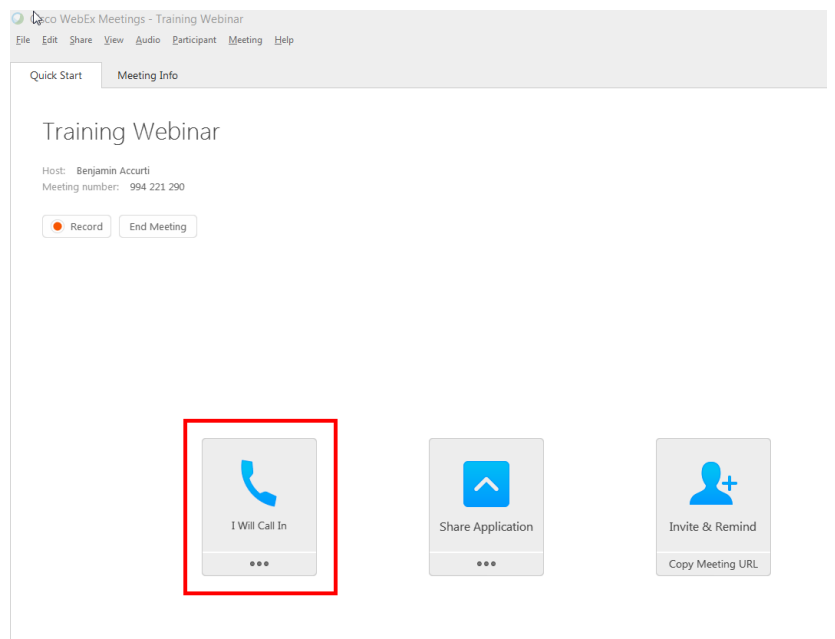 Cisco WebEx Meetings - Training Webinar
File Edit Share View Audio Participant Meeting Help
Quick Start Meeting Info
Training Webinar
Host: Benjamin Accurti
Meeting number: 994 221 290
Record End Meeting
I Will Call In Share Application Invite & Remind
Copy Meeting URL